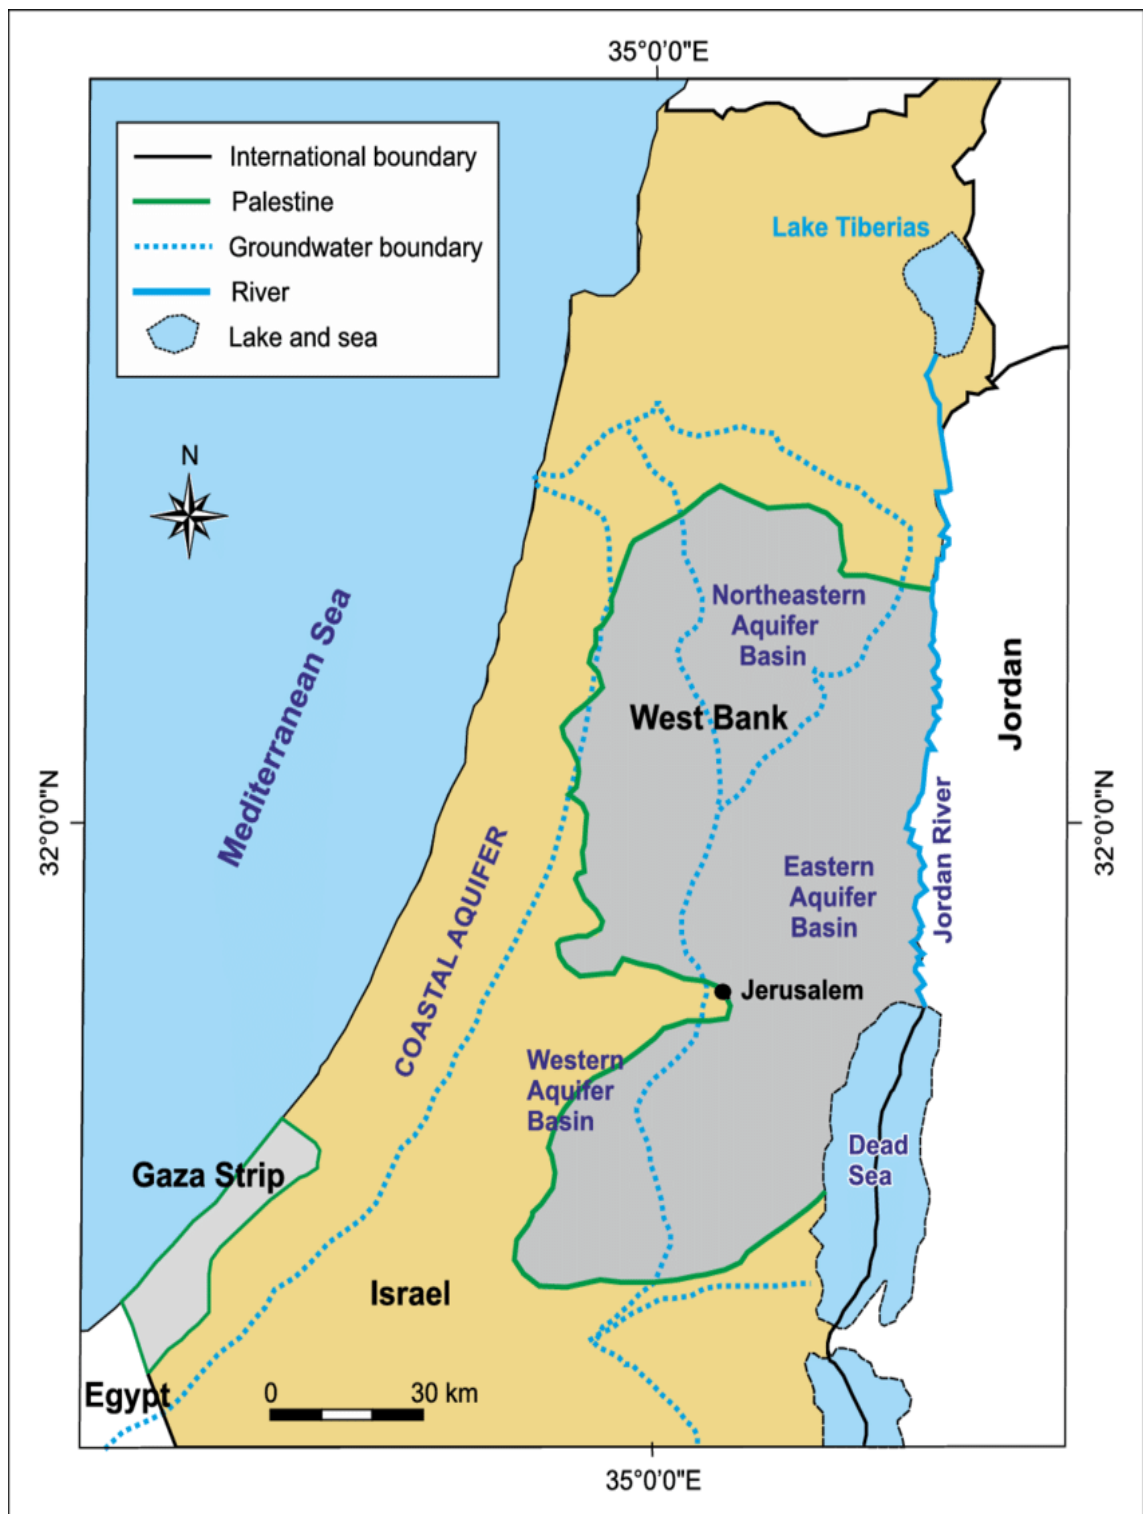 35°0'0"E
International boundary
Palestine
Groundwater boundary
River
Lake and sea
Lake Tiberias
N
Mediterranean Sea
Northeastern
Aquifer
Basin
West Bank
Jordan
32°0'0"N
32°0'0"N
COASTAL AQUIFER
Eastern
Aquifer
Basin
Jordan River
Jerusalem
Western
Aquifer
Basin
Dead
Sea
Gaza Strip
Israel
Egypt
0 30 km
35°0'0"E